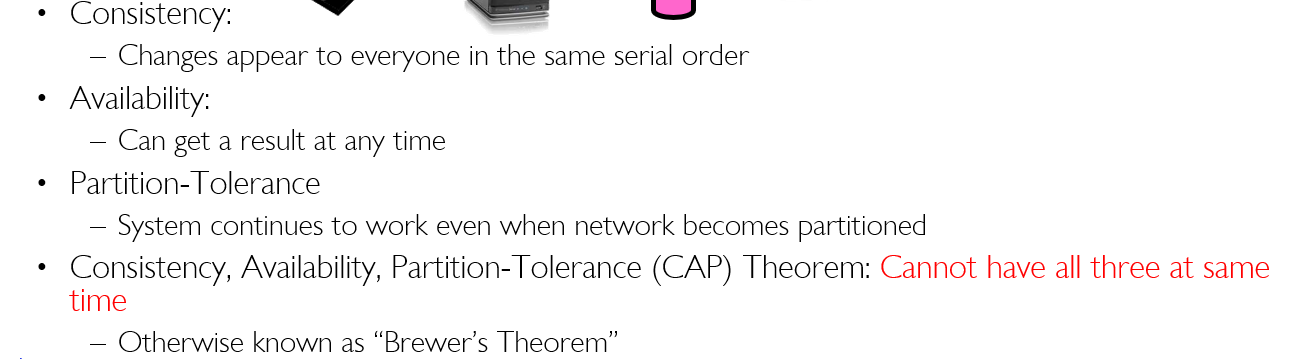 • Consistency:
– Changes appear to everyone in the same serial order
• Availability:
– Can get a result at any time
• Partition-Tolerance
– System continues to work even when network becomes partitioned
• Consistency, Availability, Partition-Tolerance (CAP) Theorem: Cannot have all three at same
time
– Otherwise known as “Brewer’s Theorem”